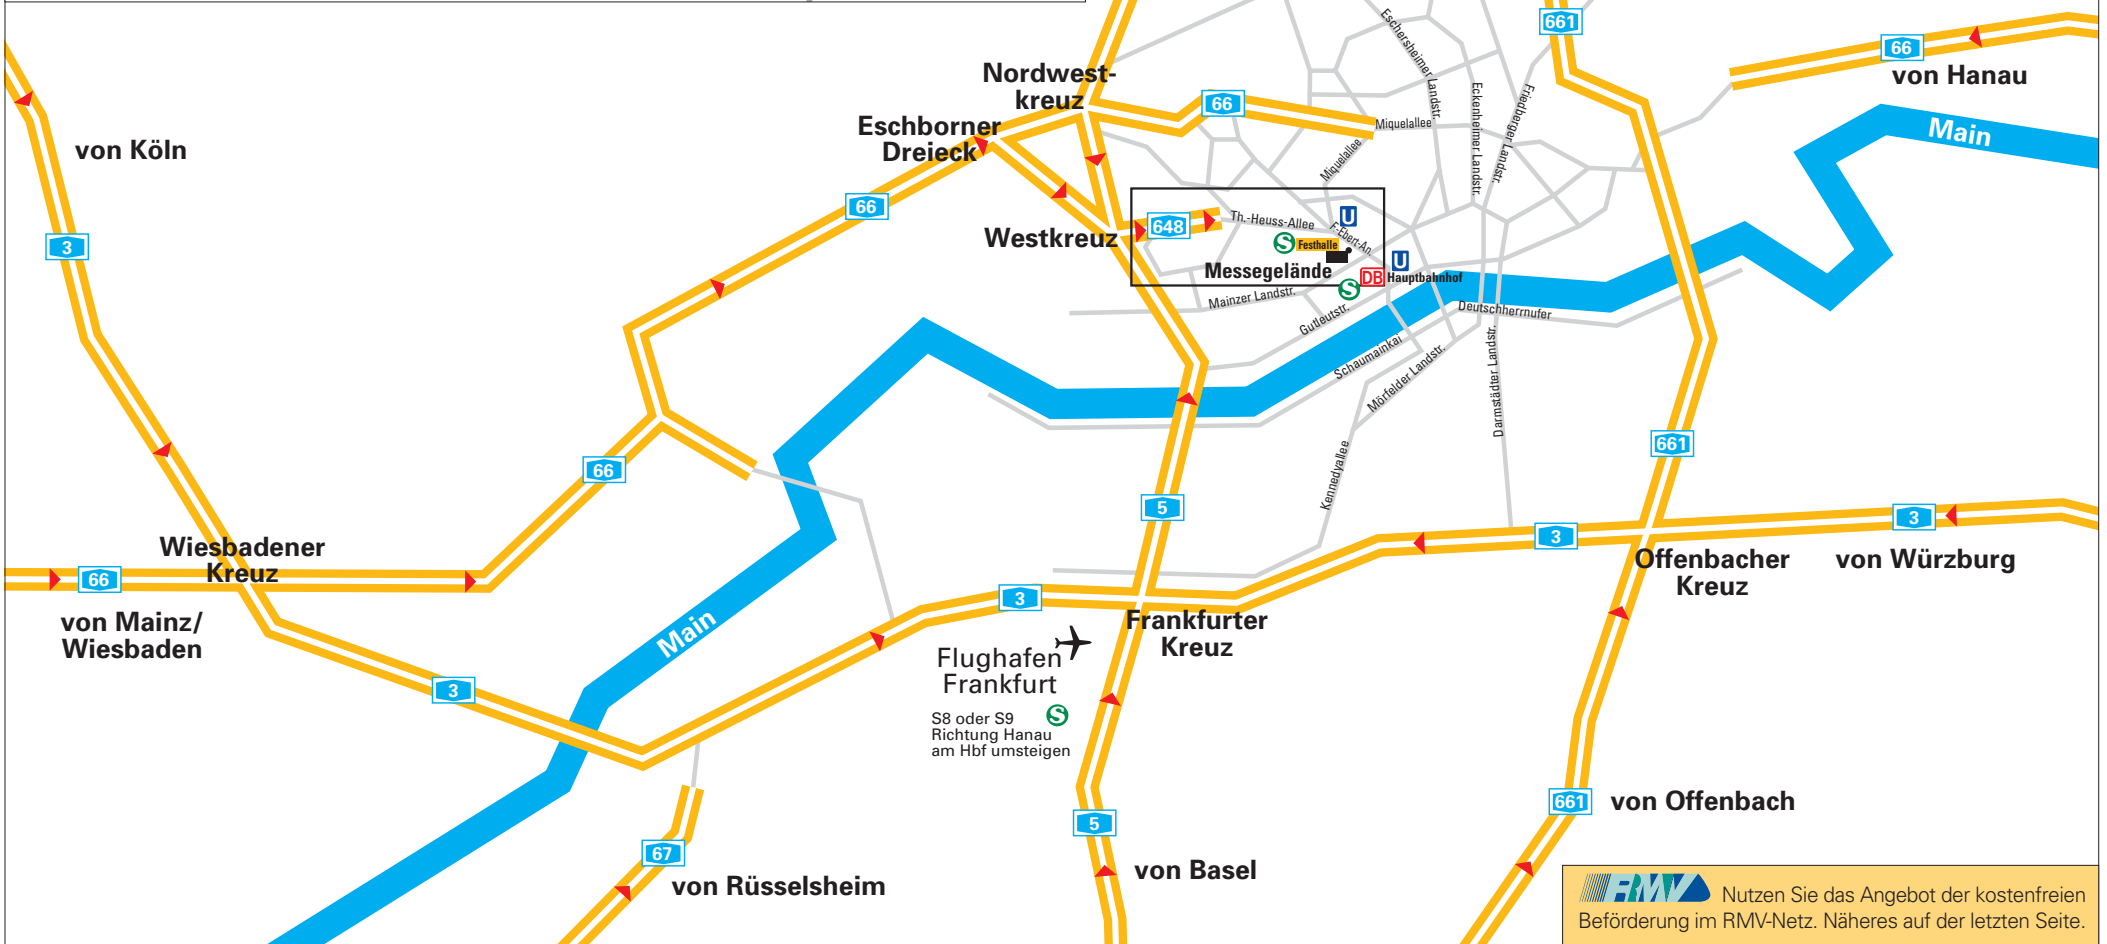 661
66
von Hanau
Nordwest-
kreuz
66
Eschersheimer Landstr.
Eckenheimer Landstr.
Friedberger Landstr.
Miquelallee
Miquelallee
Main
Eschborner
Dreieck
von Köln
66
3
Westkreuz
648
Th.-Heuss-Allee
U
F.-Ebert-An.
S
Festhalle
Messegelände
U
DB
Hauptbahnhof
S
Mainzer Landstr.
Gutleutstr.
Deutschherrnufer
Schaumainkai
Mörfelder Landstr.
Darmstädter Landstr.
Kennedyallee
661
66
5
3
3
Wiesbadener
Kreuz
66
von Mainz/
Wiesbaden
Offenbacher
Kreuz
von Würzburg
3
Frankfurter
Kreuz
Main
Flughafen
Frankfurt
3
S8 oder S9
S
Richtung Hanau
am Hbf umsteigen
661
von Offenbach
5
67
von Basel
von Rüsselsheim
RMV
Nutzen Sie das Angebot der kostenfreien
Beförderung im RMV-Netz. Näheres auf der letzten Seite.